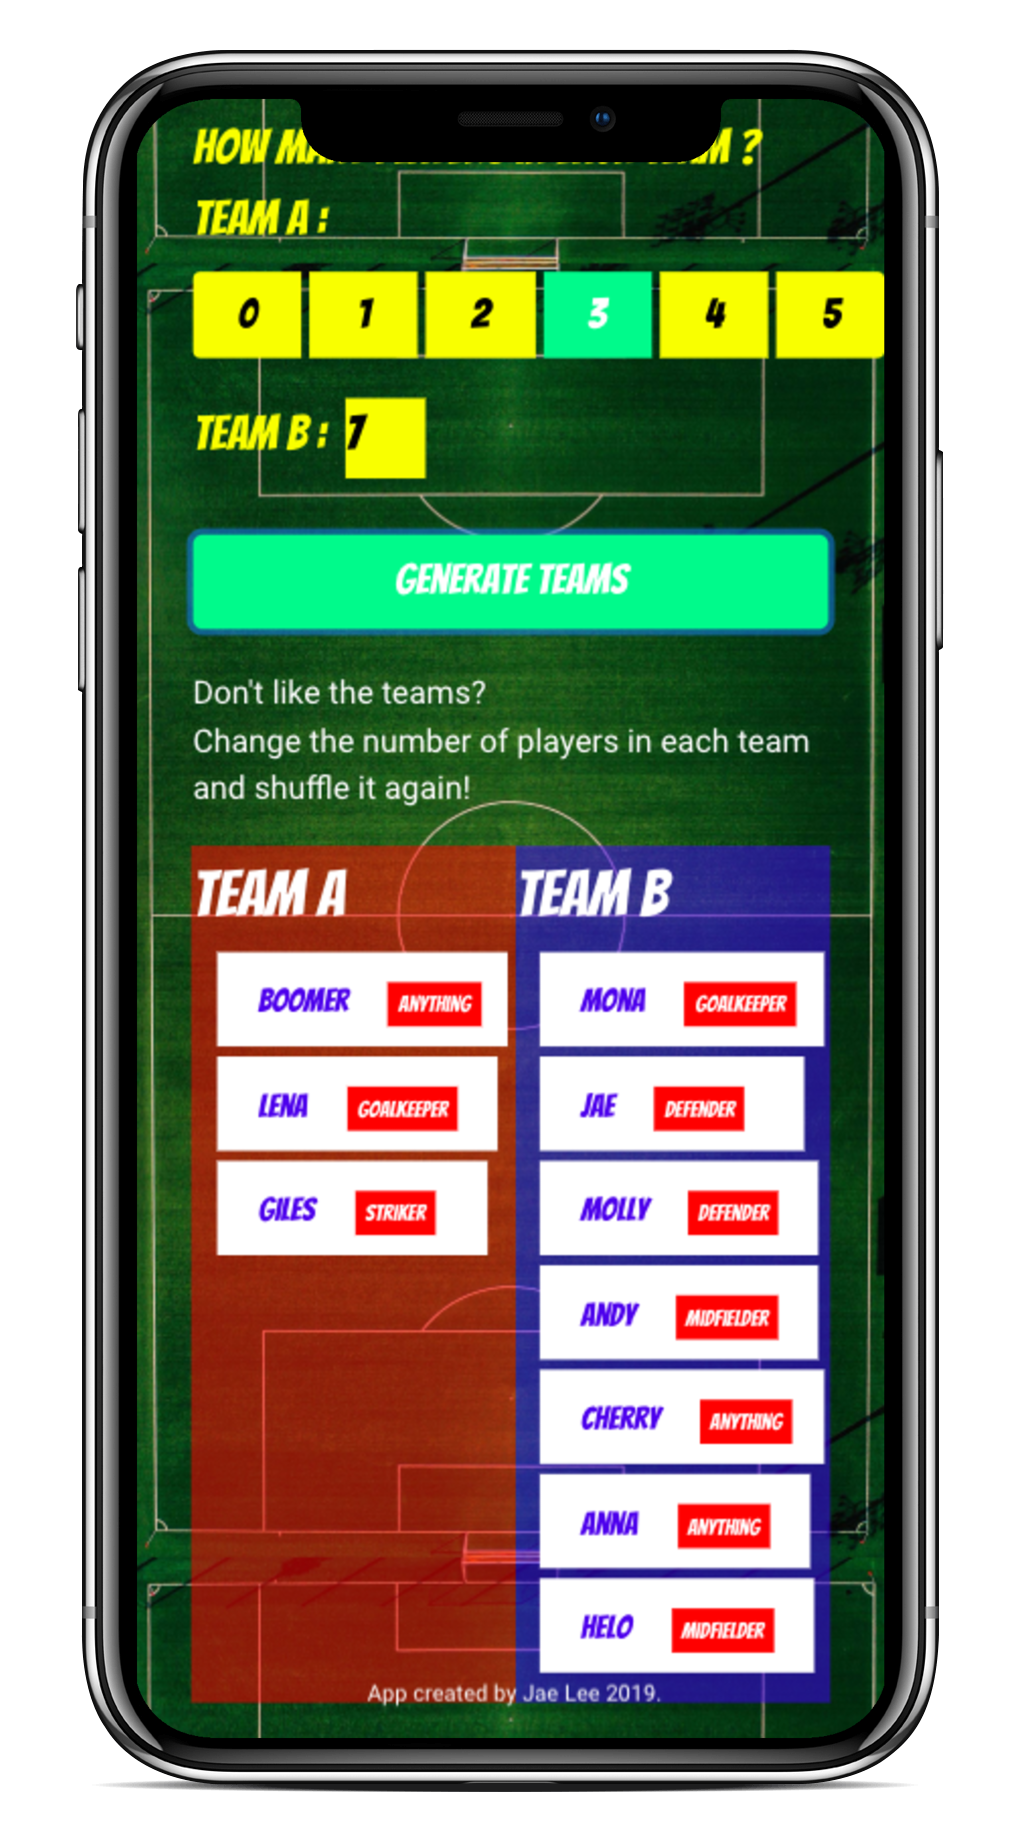 HOW ?
TEAM A :
0 1 2 3 4 5
TEAM B : 7
GENERATE TEAMS
Don't like the teams?
Change the number of players in each team
and shuffle it again!
TEAM A
BOOMER ANYTHING
LENA GOALKEEPER
GILES STRIKER
TEAM B
MONA GOALKEEPER
JAE DEFENDER
MOLLY DEFENDER
ANDY MIDFIELDER
CHERRY ANYTHING
ANNA ANYTHING
HELO MIDFIELDER
App created by Jae Lee 2019.